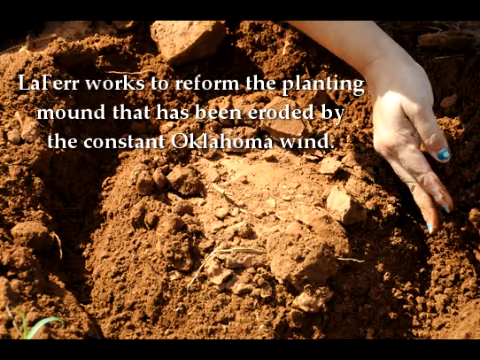 LaFerr works to reform the planting
mound that has been eroded by
the constant Oklahoma wind.